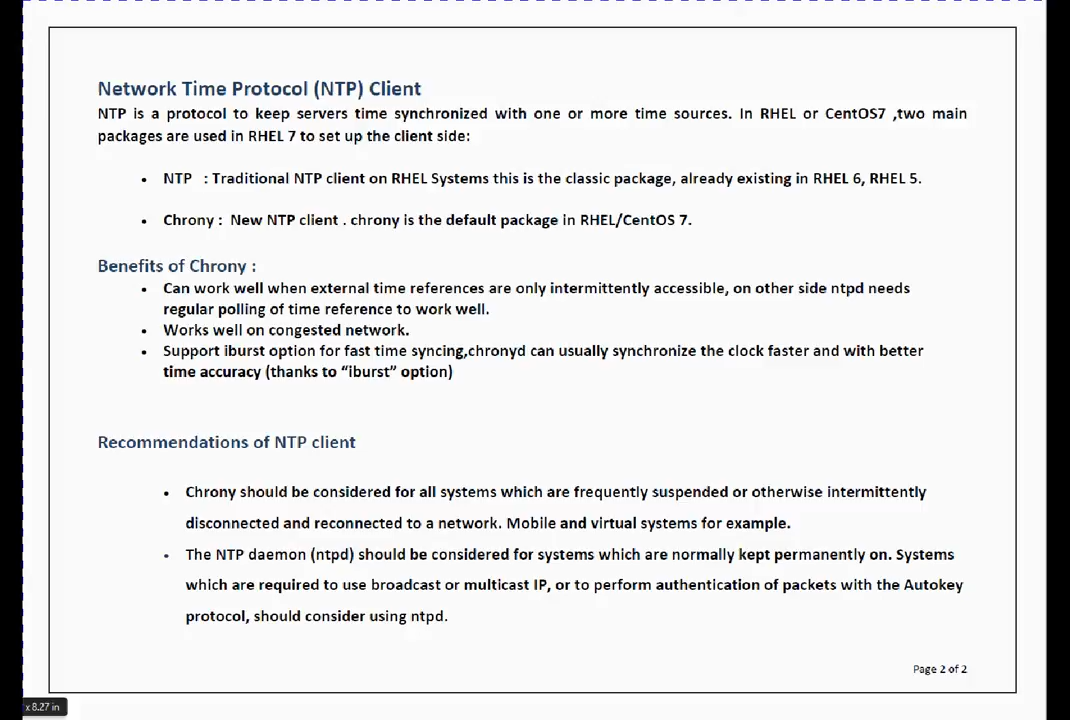 Network Time Protocol (NTP) Client
NTP is a protocol to keep servers time synchronized with one or more time sources. In RHEL or CentOS7 ,two main
packages are used in RHEL 7 to set up the client side:
• NTP : Traditional NTP client on RHEL Systems this is the classic package, already existing in RHEL 6, RHEL 5.
• Chrony : New NTP client . chrony is the default package in RHEL/CentOS 7.
Benefits of Chrony :
• Can work well when external time references are only intermittently accessible, on other side ntpd needs
regular polling of time reference to work well.
• Works well on congested network.
• Support iburst option for fast time syncing,chronyd can usually synchronize the clock faster and with better
time accuracy (thanks to “iburst” option)
Recommendations of NTP client
• Chrony should be considered for all systems which are frequently suspended or otherwise intermittently
disconnected and reconnected to a network. Mobile and virtual systems for example.
• The NTP daemon (ntpd) should be considered for systems which are normally kept permanently on. Systems
which are required to use broadcast or multicast IP, or to perform authentication of packets with the Autokey
protocol, should consider using ntpd.
Page 2 of 2
x 8.27 in